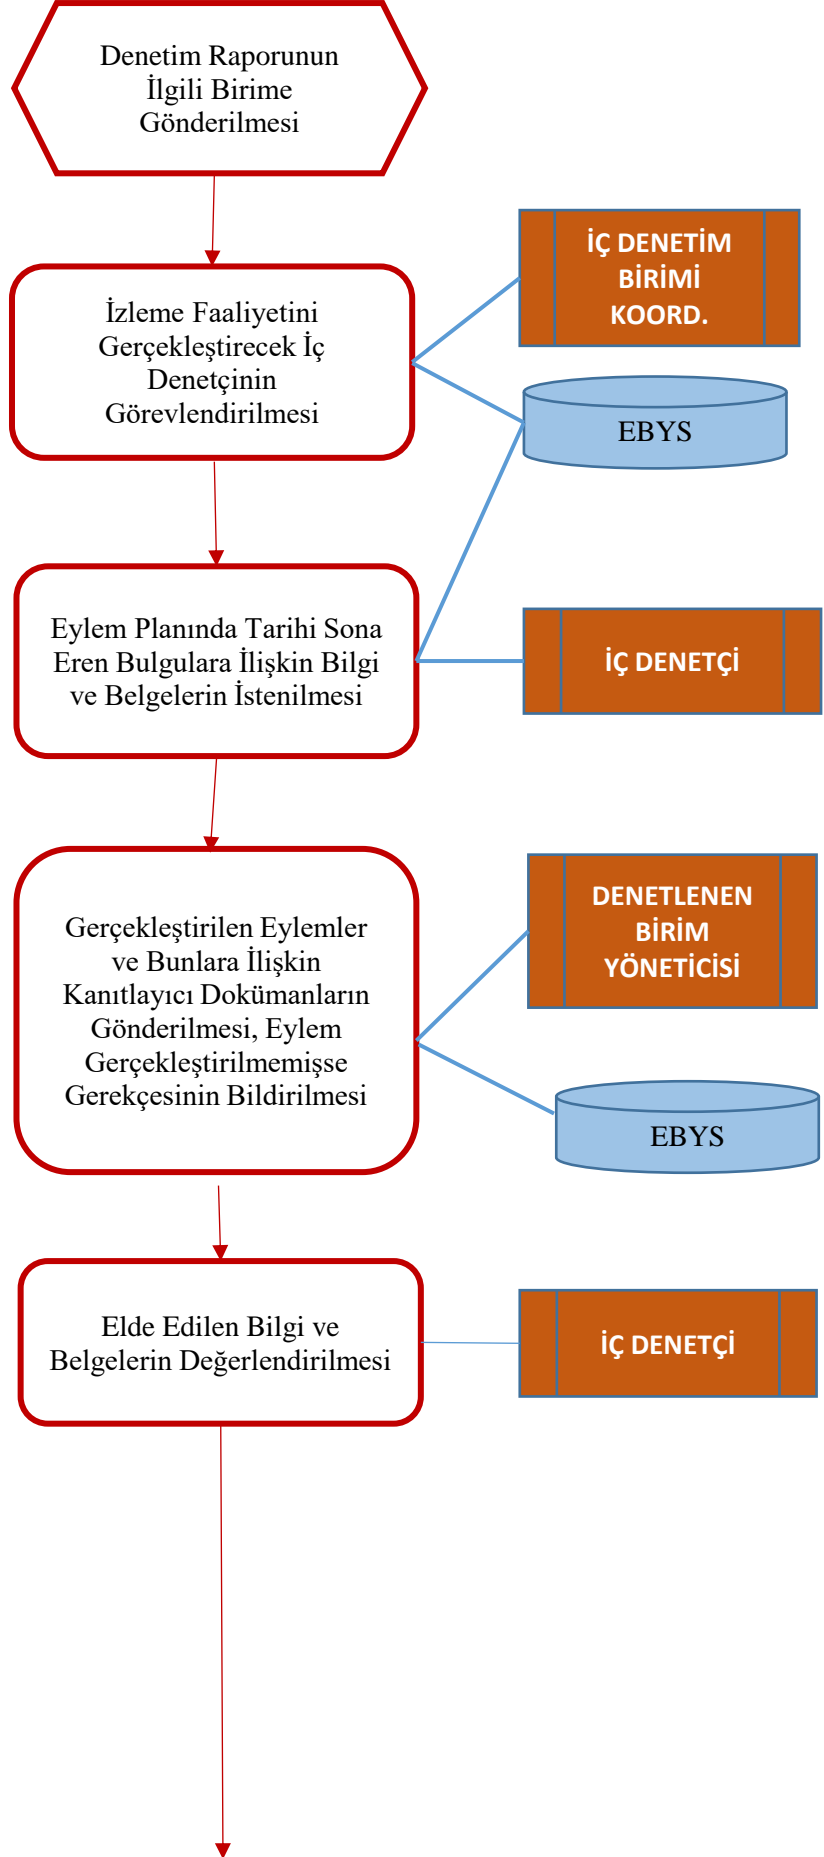 Denetim Raporunun
İlgili Birime
Gönderilmesi
İzleme Faaliyetini
Gerçekleştirecek İç
Denetçinin
Görevlendirilmesi
İÇ DENETİM
BİRİMİ
KOORD.
EBYS
Eylem Planında Tarihi Sona
Eren Bulgulara İlişkin Bilgi
ve Belgelerin İstenilmesi
İÇ DENETÇİ
Gerçekleştirilen Eylemler
ve Bunlara İlişkin
Kanıtlayıcı Dokümanların
Gönderilmesi, Eylem
Gerçekleştirilmemişse
Gerekçesinin Bildirilmesi
DENETLENEN
BİRİM
YÖNETİCİSİ
EBYS
Elde Edilen Bilgi ve
Belgelerin Değerlendirilmesi
İÇ DENETÇİ